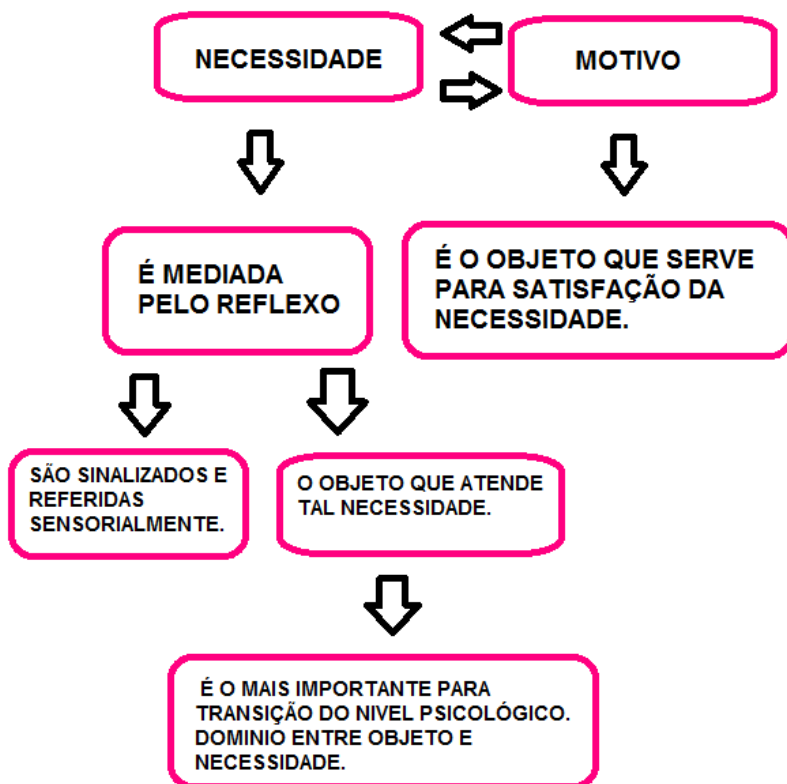 NECESSIDADE
MOTIVO
É MEDIADA
PELO REFLEXO
É O OBJETO QUE SERVE
PARA SATISFAÇÃO DA
NECESSIDADE.
SÃO SINALIZADOS E
REFERIDAS
SENSORIALMENTE.
O OBJETO QUE ATENDE
TAL NECESSIDADE.
É O MAIS IMPORTANTE PARA
TRANSIÇÃO DO NIVEL PSICOLÓGICO.
DOMINIO ENTRE OBJETO E
NECESSIDADE.